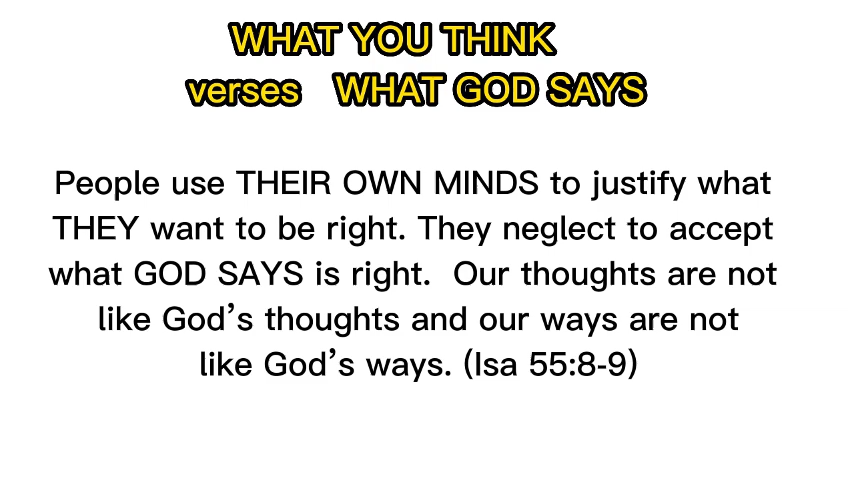 WHAT YOU THINK
verses WHAT GOD SAYS
People use THEIR OWN MINDS to justify what
THEY want to be right. They neglect to accept
what GOD SAYS is right. Our thoughts are not
like God's thoughts and our ways are not
like God's ways. (Isa 55:8-9)